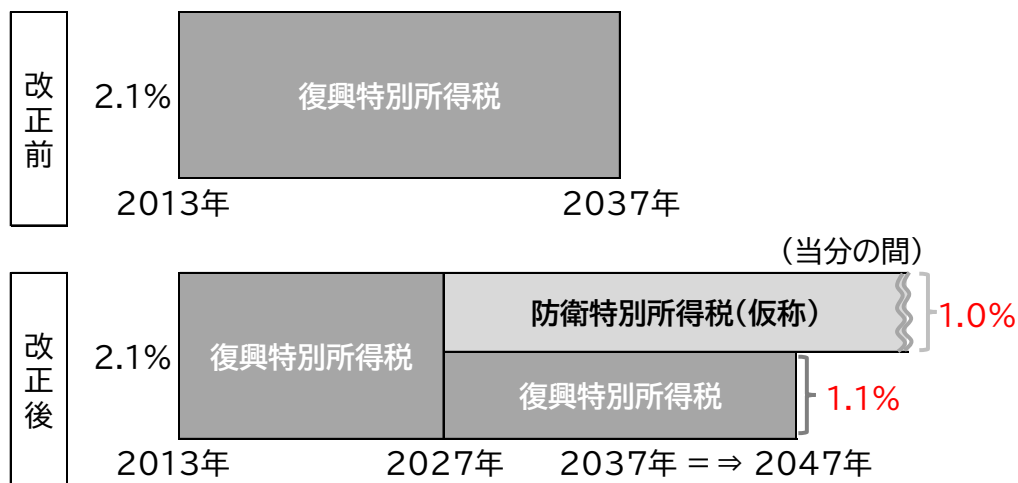 改正前
2.1%
復興特別所得税
2013年
2037年
(当分の間)
改正後
2.1%
復興特別所得税
防衛特別所得税(仮称)
1.0%
復興特別所得税
1.1%
2013年
2027年
2037年 = ⇒ 2047年